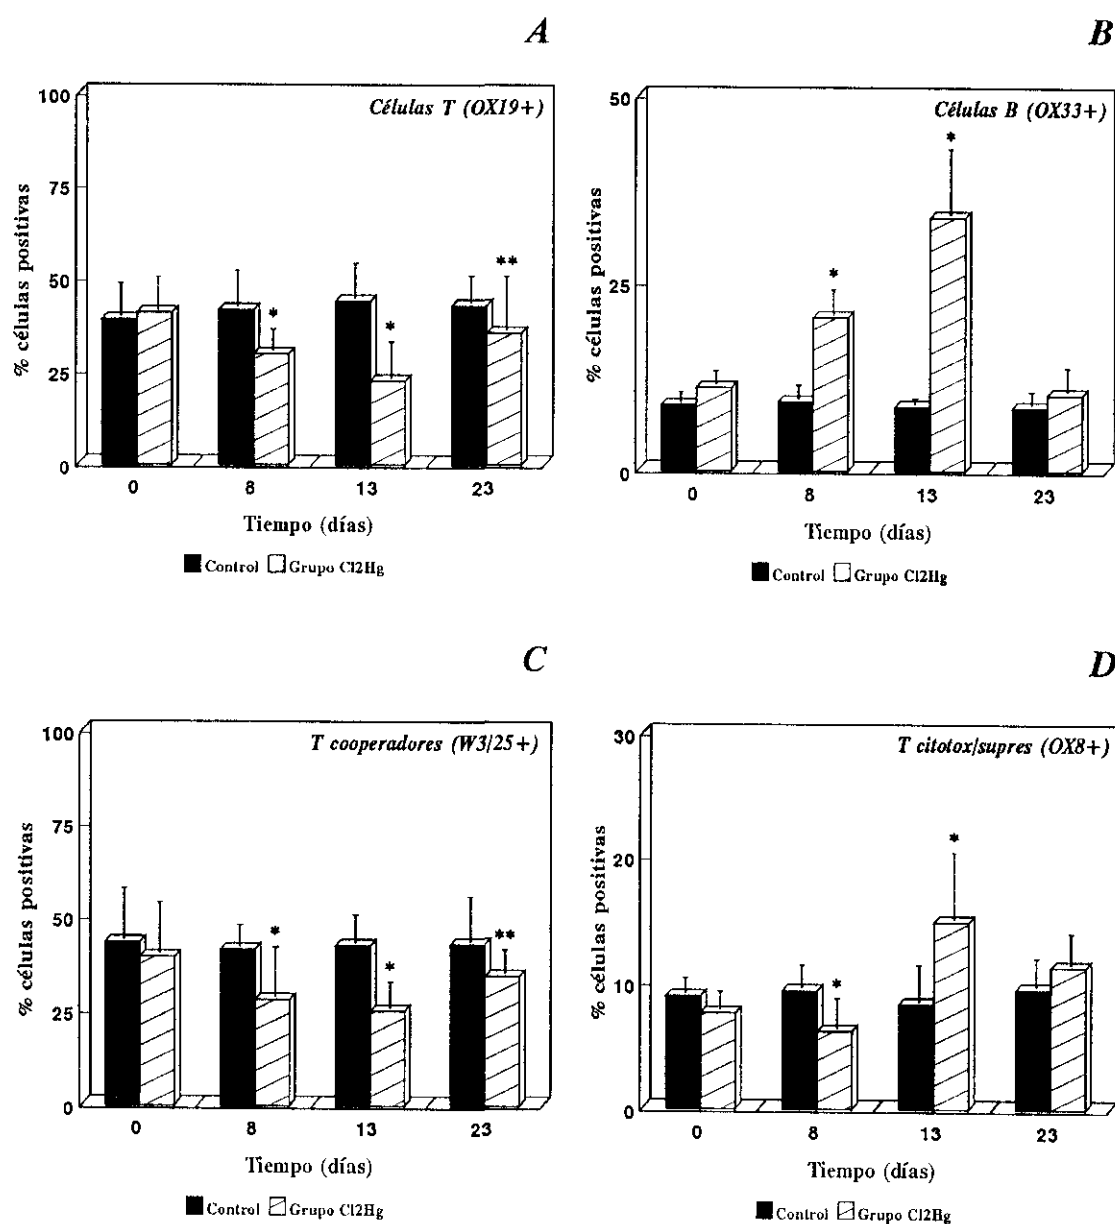 A
Células T (OX19+)
% células positivas
100
75
50
25
0
*
*
**
0 8 13 23
Tiempo (días)
Control Grupo Cl2Hg
B
Células B (OX33+)
% células positivas
50
25
0
*
*
0 8 13 23
Tiempo (días)
Control Grupo Cl2Hg
C
T cooperadores (W3/25+)
% células positivas
100
75
50
25
0
*
*
**
0 8 13 23
Tiempo (días)
Control Grupo Cl2Hg
D
T citotox/supres (OX8+)
% células positivas
30
20
10
0
*
*
0 8 13 23
Tiempo (días)
Control Grupo Cl2Hg